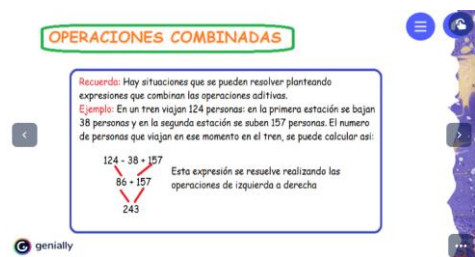 OPERACIONES COMBINADAS
Recuerda: Hay situaciones que se pueden resolver planteando
expresiones que combinan las operaciones aditivas.
Ejemplo: En un tren viajan 124 personas: en la primera estación se bajan
38 personas y en la segunda estación se suben 157 personas. El numero
de personas que viajan en ese momento en el tren, se puede calcular asi:
124 - 38 + 157
86 + 157
243
Esta expresión se resuelve realizando las
operaciones de izquierda a derecha
genially